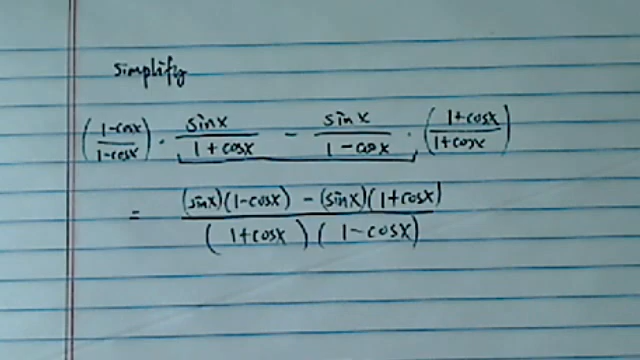 Simplify
(1-cosx/1-cosx) · sinx/1+cosx - sinx/1-cosx · (1+cosx/1+cosx)
= (sinx)(1-cosx) - (sinx)(1+cosx)/(1+cosx)(1-cosx)